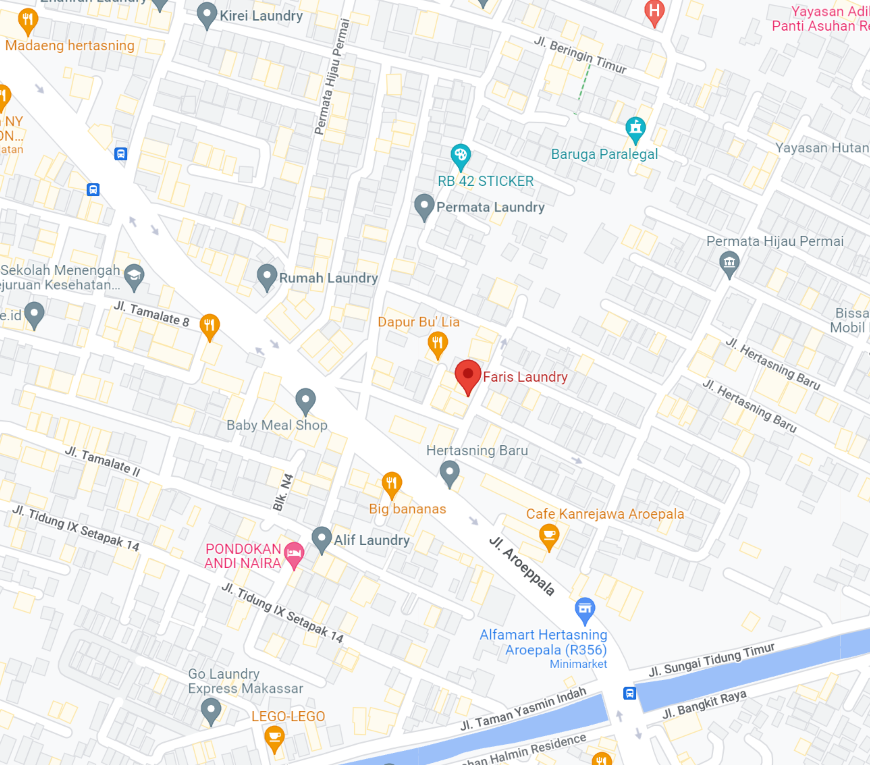 Kirei Laundry
Madaeng hertasning
Yayasan Adi
Panti Asuhan Re
Jl. Beringin Timur
Permata Hijau Permai
NY
ON...
atan
Baruga Paralegal
Yayasan Hutan
RB 42 STICKER
Permata Laundry
Permata Hijau Permai
Sekolah Menengah
ejuruan Kesehatan...
Rumah Laundry
e.id
Jl. Tamalate 8
Dapur Bu' Lia
Bissa
Mobil
Jl. Hertasning Baru
Faris Laundry
Jl. Hertasning Baru
Baby Meal Shop
Hertasning Baru
Jl. Tamalate II
Blk. N4
Big bananas
Cafe Kanrejawa Aroepala
Jl. Tidung IX Setapak 14
Alif Laundry
PONDOKAN
ANDI NAIRA
Jl. Aroeppala
Jl. Tidung IX Setapak 14
Alfamart Hertasning
Aroepala (R356)
Minimarket
Jl. Sungai Tidung Timur
Go Laundry
Express Makassar
Jl. Taman Yasmin Indah
Jl. Bangkit Raya
LEGO-LEGO
han Halmin Residence